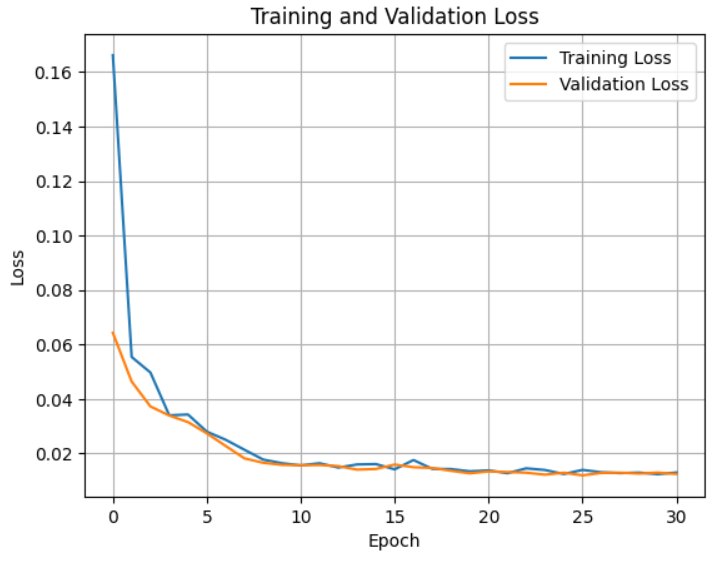 Training and Validation Loss
Training Loss
Validation Loss
0.16
0.14
0.12
0.10
0.08
0.06
0.04
0.02
Loss
0 5 10 15 20 25 30
Epoch